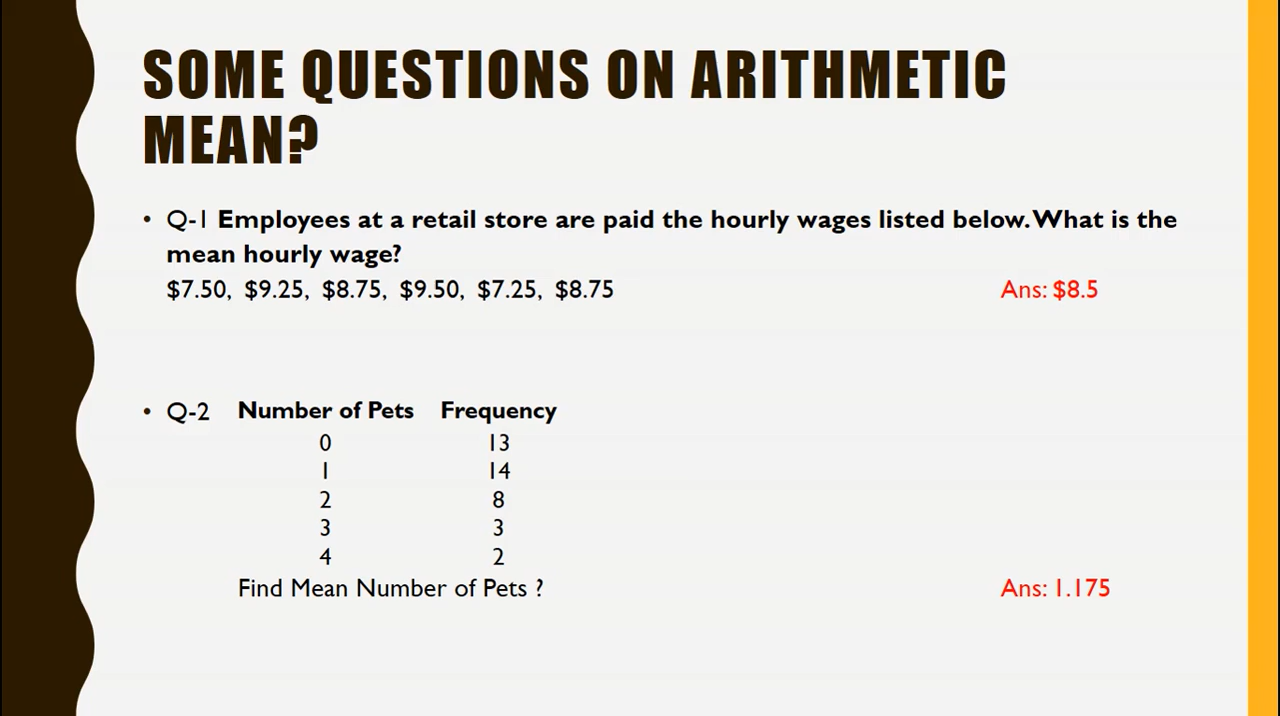 SOME QUESTIONS ON ARITHMETIC
MEAN?
• Q-1 Employees at a retail store are paid the hourly wages listed below. What is the
mean hourly wage?
$7.50, $9.25, $8.75, $9.50, $7.25, $8.75 Ans: $8.5
• Q-2 Number of Pets Frequency
0 13
1 14
2 8
3 3
4 2
Find Mean Number of Pets ? Ans: 1.175